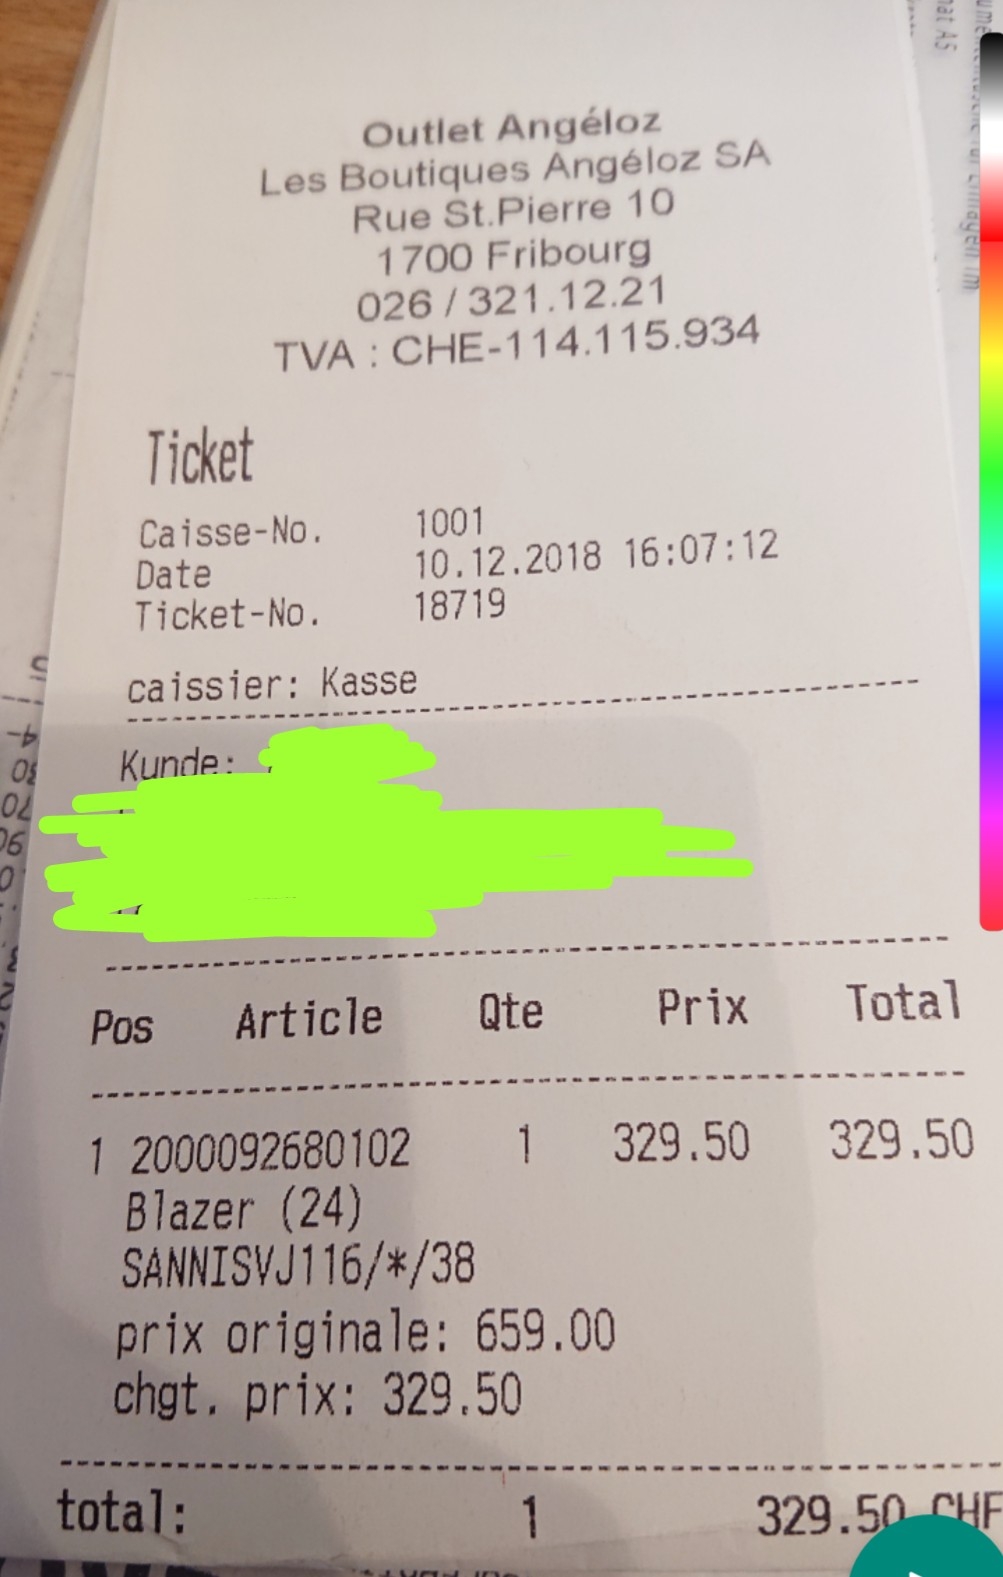 Outlet Angéloz
Les Boutiques Angéloz SA
Rue St.Pierre 10
1700 Fribourg
026 / 321.12.21
TVA : CHE-114.115.934
Ticket
Caisse-No. 1001
Date 10.12.2018 16:07:12
Ticket-No. 18719
caissier: Kasse
Kunde:
Pos Article Qte Prix Total
1 2000092680102 1 329.50 329.50
Blazer (24)
SANNISVJ116/*/38
prix originale: 659.00
chgt. prix: 329.50
total: 1 329.50 CHF